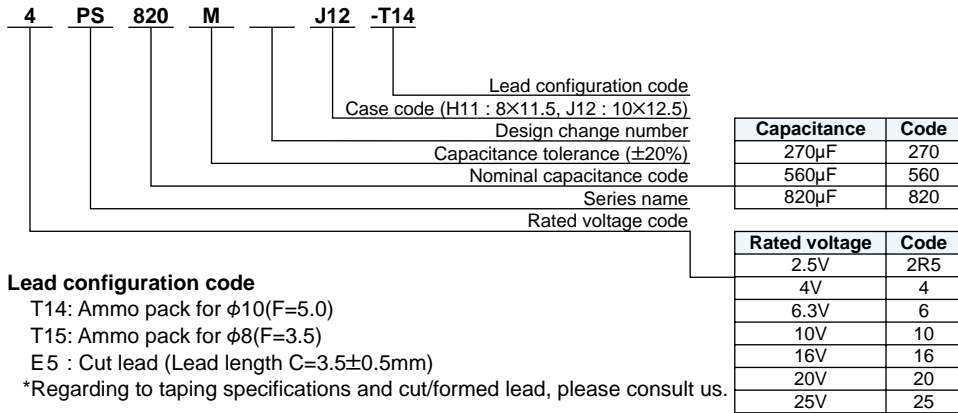 4 PS 820 M J12 -T14
Lead configuration code
Case code (H11 : 8×11.5, J12 : 10×12.5)
Design change number
Capacitance tolerance (±20%)
Nominal capacitance code
Series name
Rated voltage code
Capacitance Code
270µF 270
560µF 560
820µF 820
Rated voltage Code
2.5V 2R5
4V 4
6.3V 6
10V 10
16V 16
20V 20
25V 25
Lead configuration code
T14: Ammo pack for ϕ10(F=5.0)
T15: Ammo pack for ϕ8(F=3.5)
E5 : Cut lead (Lead length C=3.5±0.5mm)
*Regarding to taping specifications and cut/formed lead, please consult us.